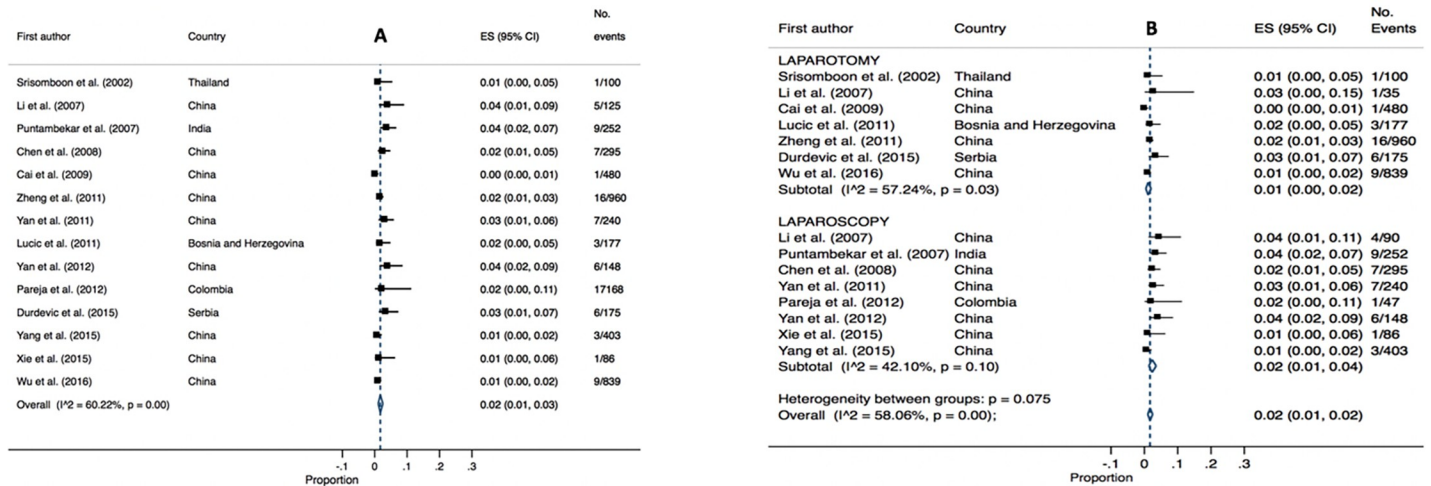 No.
First author Country A ES (95% CI) events
Srisomboon et al. (2002) Thailand 0.01 (0.00, 0.05) 1/100
Li et al. (2007) China 0.04 (0.01, 0.09) 5/125
Puntambekar et al. (2007) India 0.04 (0.02, 0.07) 9/252
Chen et al. (2008) China 0.02 (0.01, 0.05) 7/295
Cai et al. (2009) China 0.00 (0.00, 0.01) 1/480
Zheng et al. (2011) China 0.02 (0.01, 0.03) 16/960
Yan et al. (2011) China 0.03 (0.01, 0.06) 7/240
Lucic et al. (2011) Bosnia and Herzegovina 0.02 (0.00, 0.05) 3/177
Yan et al. (2012) China 0.04 (0.02, 0.09) 6/148
Pareja et al. (2012) Colombia 0.02 (0.00, 0.11) 17168
Durdevic et al. (2015) Serbia 0.03 (0.01, 0.07) 6/175
Yang et al. (2015) China 0.01 (0.00, 0.02) 3/403
Xie et al. (2015) China 0.01 (0.00, 0.06) 1/86
Wu et al. (2016) China 0.01 (0.00, 0.02) 9/839
Overall (I^2 = 60.22%, p = 0.00) 0.02 (0.01, 0.03)
-.1 0 .1 .2 .3
Proportion
No.
First author Country B ES (95% CI) Events
LAPAROTOMY
Srisomboon et al. (2002) Thailand 0.01 (0.00, 0.05) 1/100
Li et al. (2007) China 0.03 (0.00, 0.15) 1/35
Cai et al. (2009) China 0.00 (0.00, 0.01) 1/480
Lucic et al. (2011) Bosnia and Herzegovina 0.02 (0.00, 0.05) 3/177
Zheng et al. (2011) China 0.02 (0.01, 0.03) 16/960
Durdevic et al. (2015) Serbia 0.03 (0.01, 0.07) 6/175
Wu et al. (2016) China 0.01 (0.00, 0.02) 9/839
Subtotal (I^2 = 57.24%, p = 0.03) 0.01 (0.00, 0.02)
LAPAROSCOPY
Li et al. (2007) China 0.04 (0.01, 0.11) 4/90
Puntambekar et al. (2007) India 0.04 (0.02, 0.07) 9/252
Chen et al. (2008) China 0.02 (0.01, 0.05) 7/295
Yan et al. (2011) China 0.03 (0.01, 0.06) 7/240
Pareja et al. (2012) Colombia 0.02 (0.00, 0.11) 1/47
Yan et al. (2012) China 0.04 (0.02, 0.09) 6/148
Xie et al. (2015) China 0.01 (0.00, 0.06) 1/86
Yang et al. (2015) China 0.01 (0.00, 0.02) 3/403
Subtotal (I^2 = 42.10%, p = 0.10) 0.02 (0.01, 0.04)
Heterogeneity between groups: p = 0.075
Overall (I^2 = 58.06%, p = 0.00); 0.02 (0.01, 0.02)
-.1 0 .1 .2 .3
Proportion